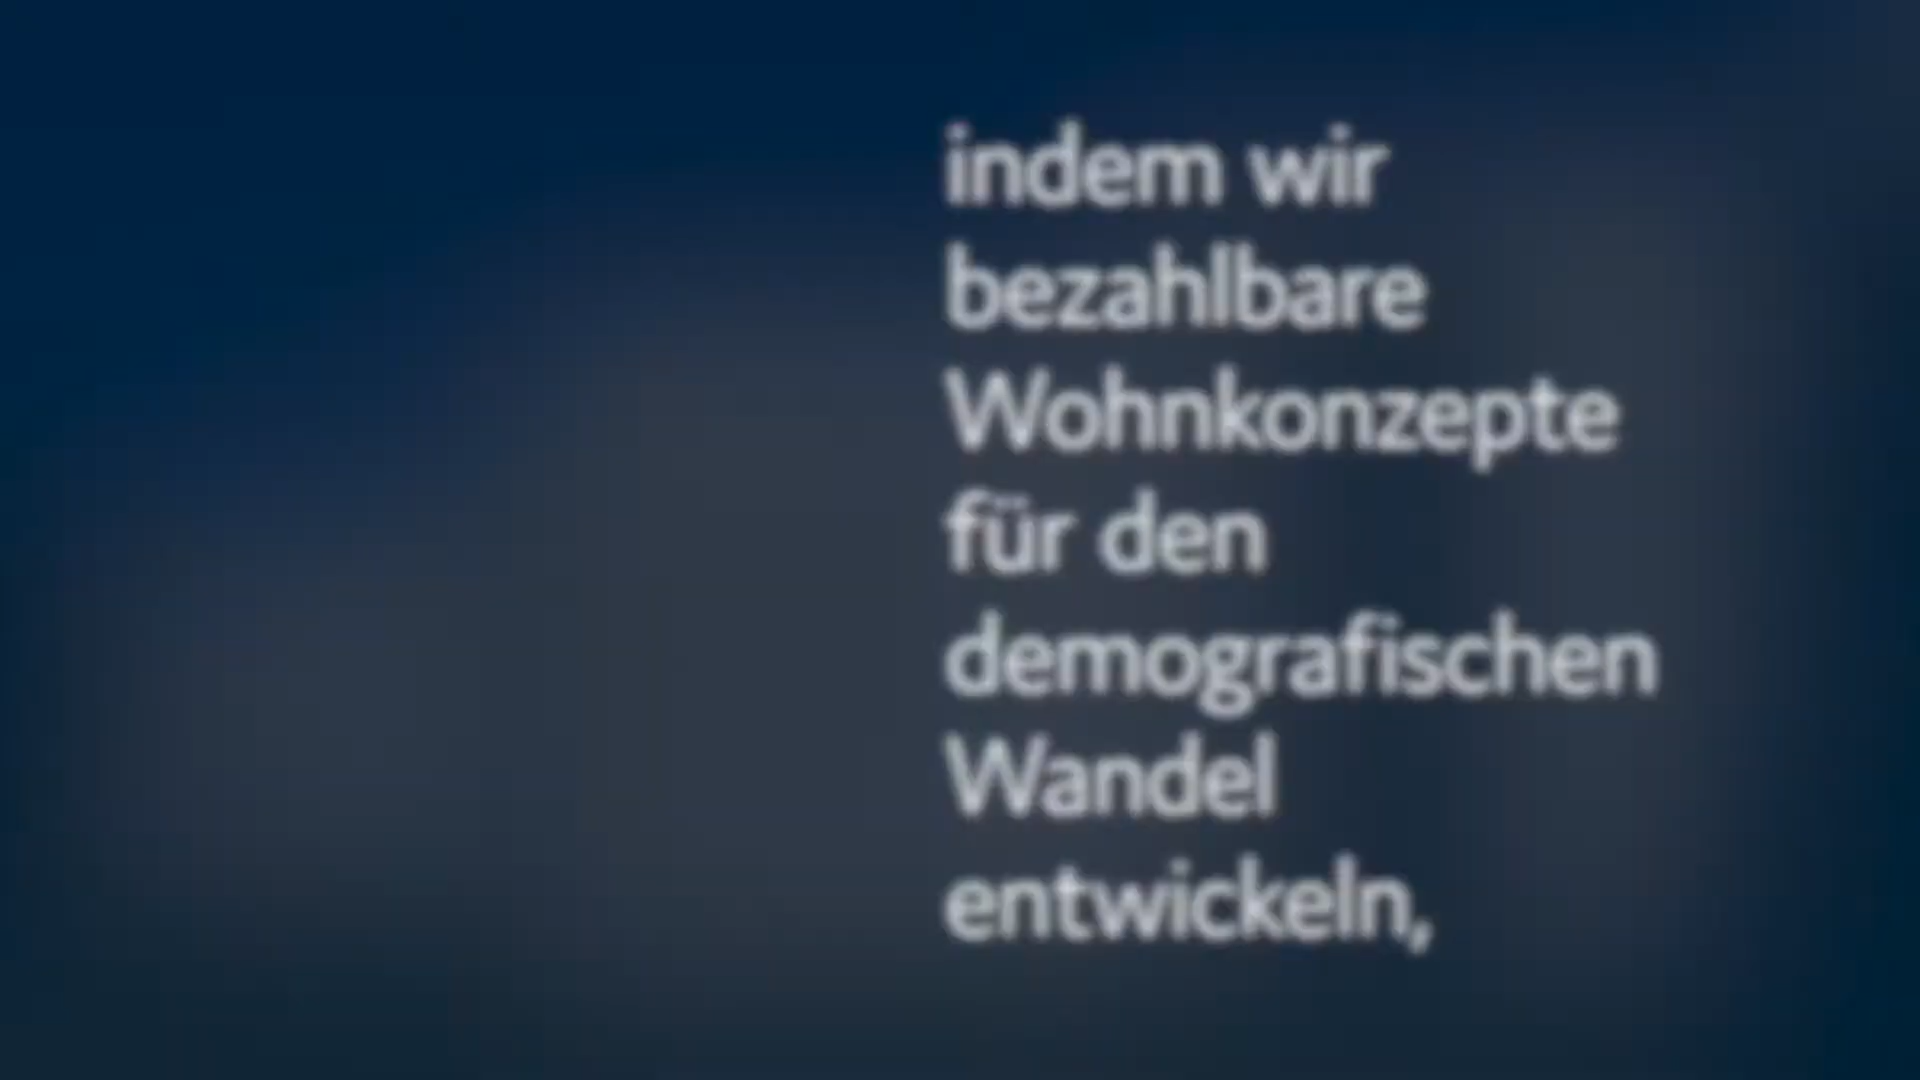 indem wir
bezahlbare
Wohnkonzepte
für den
demografischen
Wandel
entwickeln,